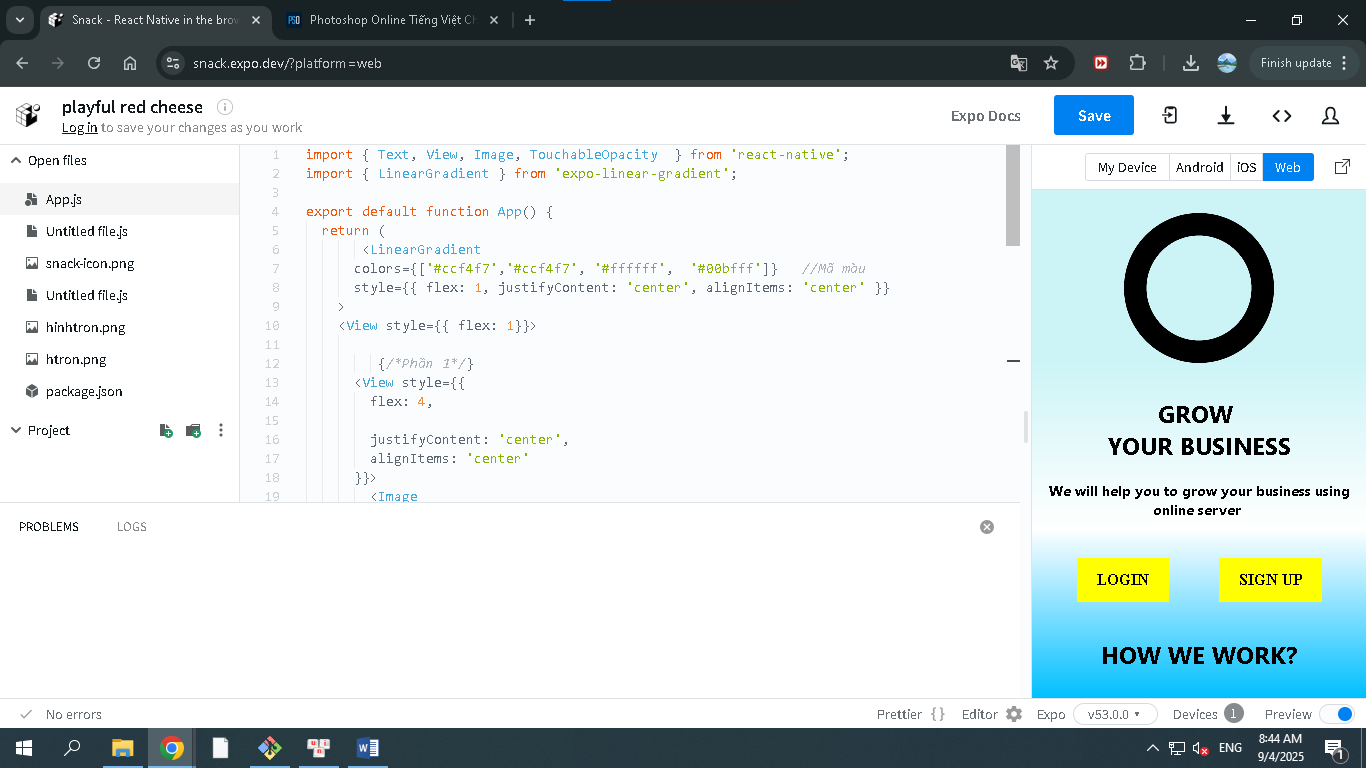 Snack - React Native in the brow
Photoshop Online Tiếng Việt Ch
snack.expo.dev/?platform=web
Finish update
playful red cheese
Log in to save your changes as you work
Expo Docs
Save
Open files
App.js
Untitled file.js
snack-icon.png
Untitled file.js
hinhtron.png
htron.png
package.json
Project
1 import { Text, View, Image, TouchableOpacity  } from 'react-native';
2 import { LinearGradient } from 'expo-linear-gradient';
3
4 export default function App() {
5 return (
6 <LinearGradient
7 colors={['#ccf4f7','#ccf4f7', '#ffffff',  '#00bfff']}   //Mã màu
8 style={{ flex: 1, justifyContent: 'center', alignItems: 'center' }}
9 >
10 <View style={{ flex: 1}}>
11
12 {/*Phần 1*/}
13 <View style={{
14 flex: 4,
15
16 justifyContent: 'center',
17 alignItems: 'center'
18 }}>
19 <Image
My Device Android iOS Web
GROW
YOUR BUSINESS
We will help you to grow your business using
online server
LOGIN SIGN UP
HOW WE WORK?
PROBLEMS LOGS
No errors
Prettier {} Editor Expo v53.0.0 Devices 1 Preview
ENG
8:44 AM
9/4/2025
1